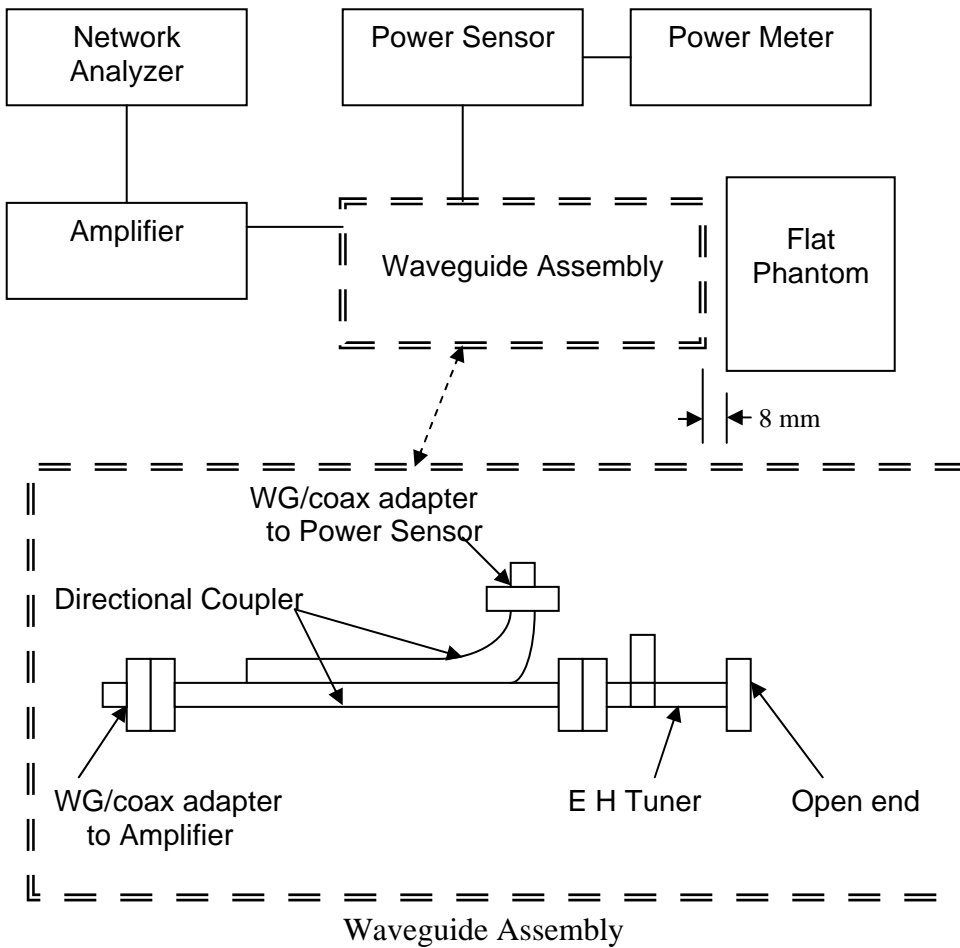 Network
Analyzer
Power Sensor
Power Meter
Amplifier
Waveguide Assembly
Flat
Phantom
8 mm
WG/coax adapter
to Power Sensor
Directional Coupler
WG/coax adapter
to Amplifier
E H Tuner
Open end
Waveguide Assembly